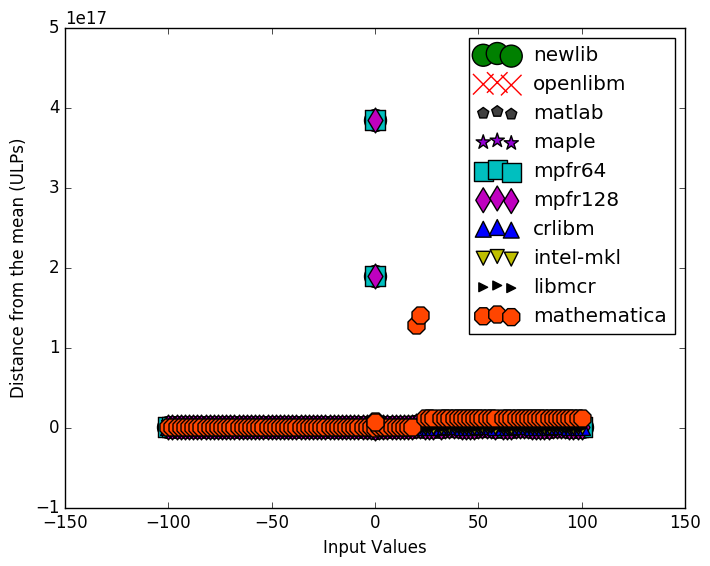 1e17
5
4
3
2
1
0
−1
−150
−100
−50
0
50
100
150
Distance from the mean (ULPs)
Input Values
newlib
openlibm
matlab
maple
mpfr64
mpfr128
crlibm
intel-mkl
libmcr
mathematica